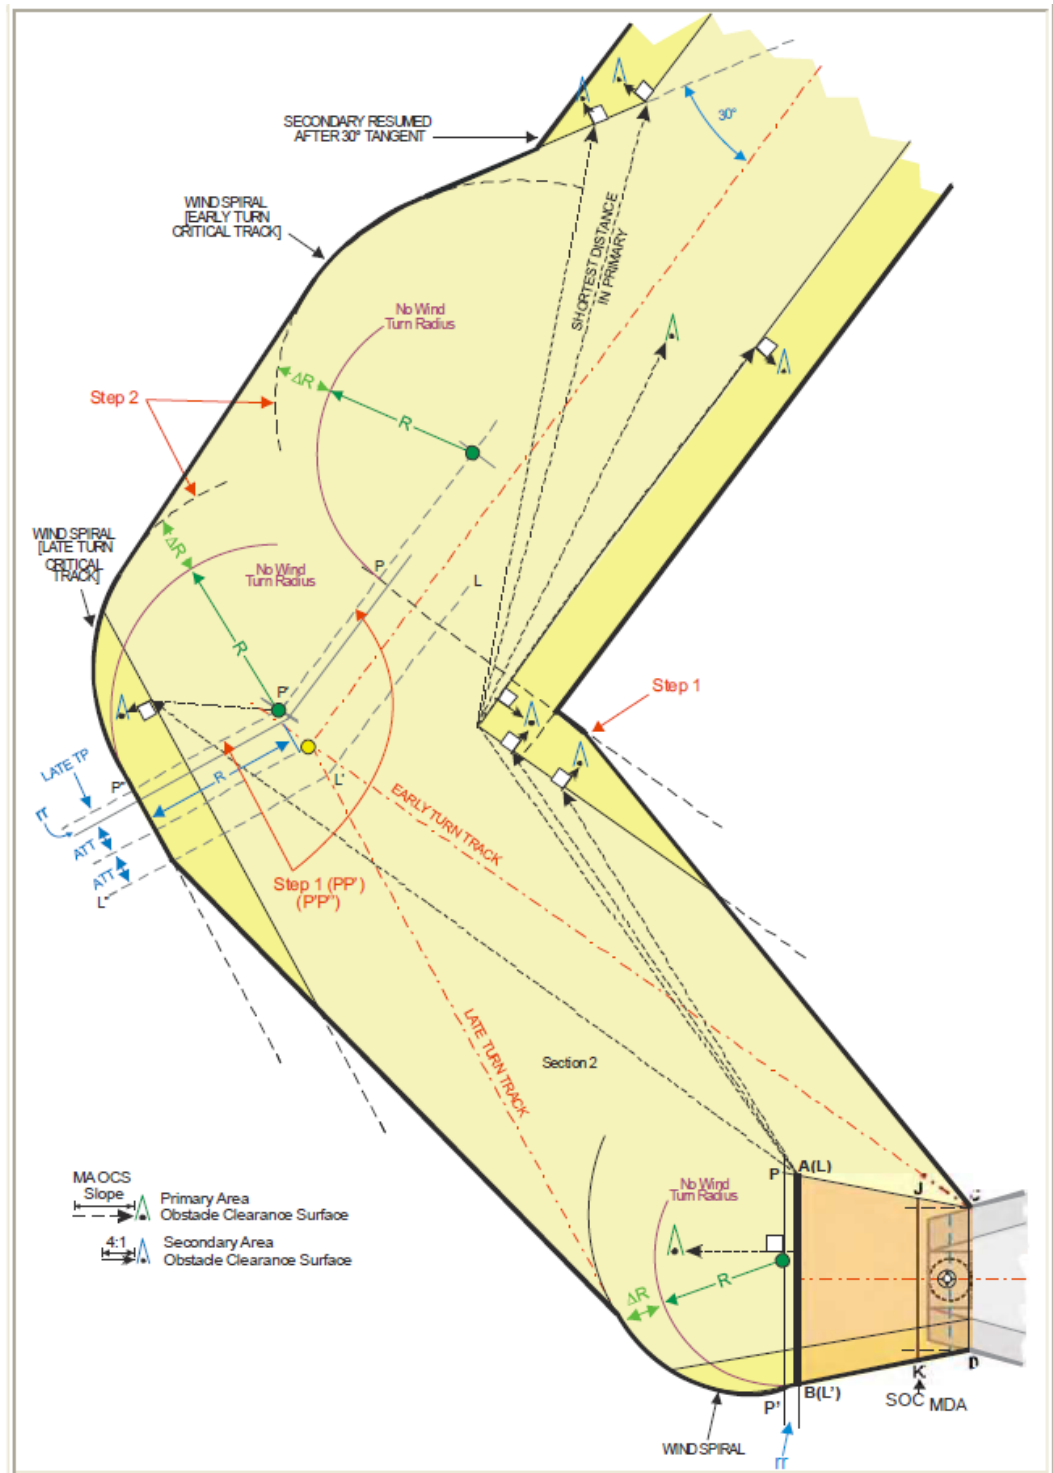 SECONDARY RESUMED
AFTER 30° TANGENT
30°
WIND SPIRAL
[EARLY TURN
CRITICAL TRACK]
SHORTEST DISTANCE
IN PRIMARY
No Wind
Turn Radius
ΔR
R
Step 2
WIND SPIRAL
[LATE TURN
CRITICAL
TRACK]
ΔR
No Wind
Turn Radius
P
L
R
P'
Step 1
LATE TP
P"
R
L'
rr
ATT
ATT
L"
EARLY TURN TRACK
Step 1 (PP')
(P'P")
LATE TURN TRACK
Section 2
MA OCS
Slope
Primary Area
Obstacle Clearance Surface
4:1
Secondary Area
Obstacle Clearance Surface
P
A(L)
No Wind
Turn Radius
J
C
R
ΔR
D
K
P'
B(L')
SOC
MDA
WIND SPIRAL
rr